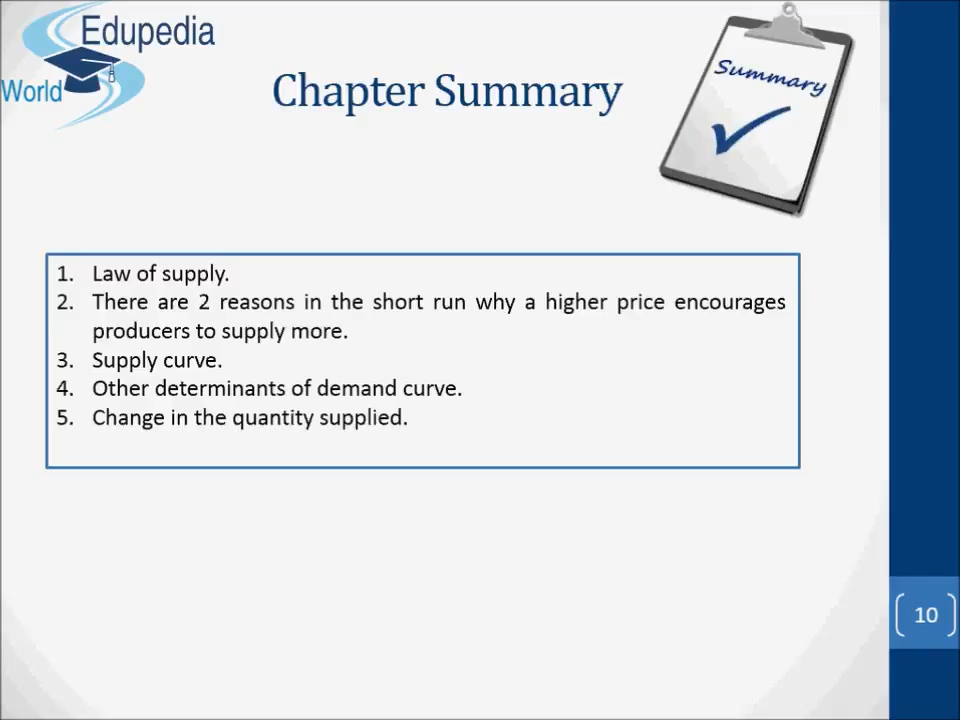 Edupedia
World
Chapter Summary
Summary
1. Law of supply.
2. There are 2 reasons in the short run why a higher price encourages
producers to supply more.
3. Supply curve.
4. Other determinants of demand curve.
5. Change in the quantity supplied.
10